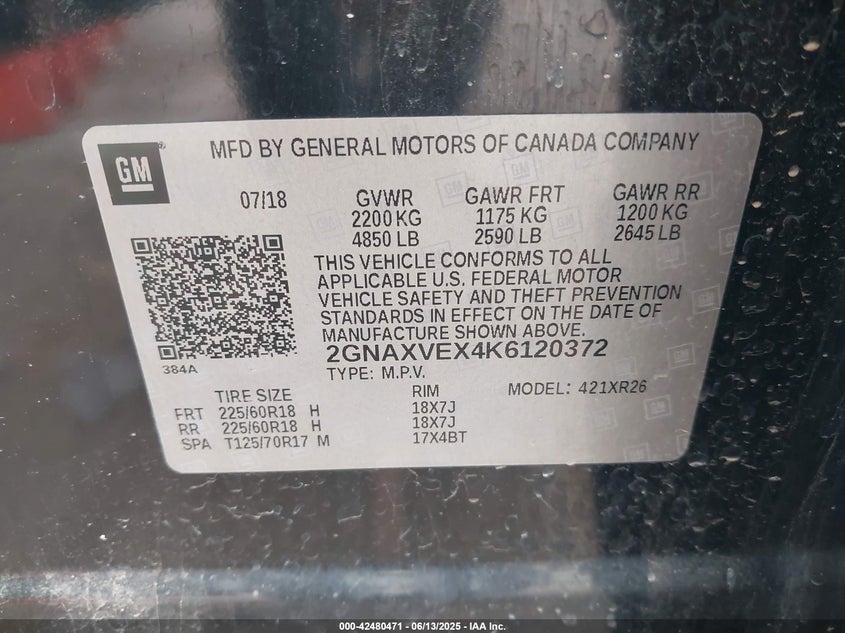 GM
MFD BY GENERAL MOTORS OF CANADA COMPANY
07/18 GVWR GAWR FRT GAWR RR
2200 KG 1175 KG 1200 KG
4850 LB 2590 LB 2645 LB
THIS VEHICLE CONFORMS TO ALL
APPLICABLE U.S. FEDERAL MOTOR
VEHICLE SAFETY AND THEFT PREVENTION
STANDARDS IN EFFECT ON THE DATE OF
MANUFACTURE SHOWN ABOVE.
384A
2GNAXVEX4K6120372
TYPE: M.P.V.
TIRE SIZE RIM MODEL: 421XR26
FRT 225/60R18 H 18X7J
RR 225/60R18 H 18X7J
SPA T125/70R17 M 17X4BT
000-42480471 - 06/13/2025 - IAA Inc.